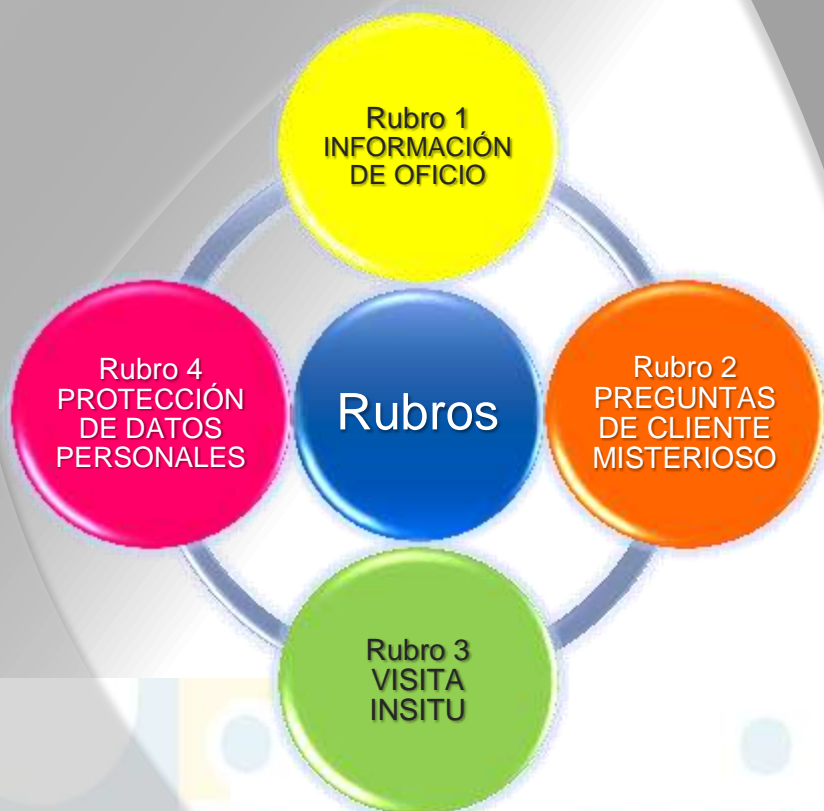 Rubro 1
INFORMACIÓN
DE OFICIO
Rubro 4
PROTECCIÓN
DE DATOS
PERSONALES
Rubros
Rubro 2
PREGUNTAS
DE CLIENTE
MISTERIOSO
Rubro 3
VISITA
INSITU